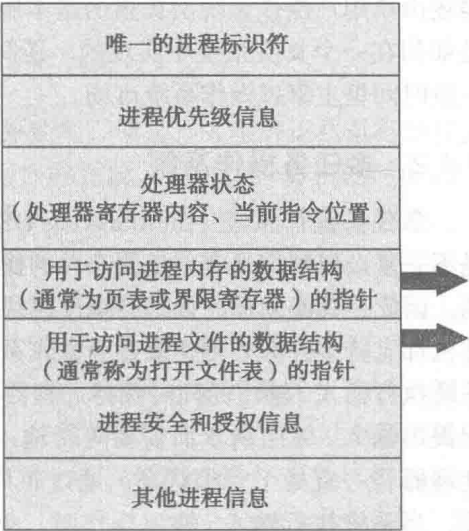 唯一的进程标识符
进程优先级信息
处理器状态
(处理器寄存器内容、当前指令位置)
用于访问进程内存的数据结构
(通常为页表或界限寄存器)的指针
用于访问进程文件的数据结构
(通常称为打开文件表)的指针
进程安全和授权信息
其他进程信息